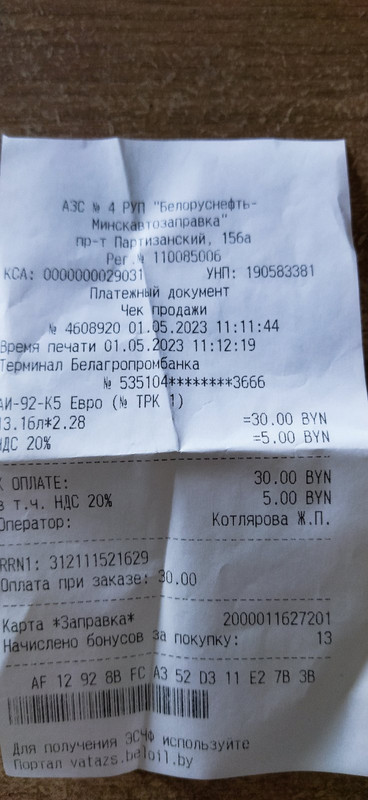 АЗС № 4 РУП "Белоруснефть-
Минскавтозаправка"
пр-т Партизанский, 156а
Рег.№ 110085006
КСА: 0000000029031 УНП: 190583381
Платежный документ
Чек продажи
№ 4608920 01.05.2023 11:11:44
Время печати 01.05.2023 11:12:19
Терминал Белагропромбанка
№ 535104********3666
АИ-92-К5 Евро (№ ТРК 1)
13.16л*2.28 =30.00 BYN
НДС 20% =5.00 BYN
К ОПЛАТЕ: 30.00 BYN
в т.ч. НДС 20% 5.00 BYN
Оператор: Котлярова Ж.П.
RRN1: 312111521629
Оплата при заказе: 30.00
Карта *Заправка* 2000011627201
Начислено бонусов за покупку: 13
AF 12 92 8B FC A3 52 D3 11 E2 7B 3B
Для получения ЭСЧФ используйте
Портал vatazs.beloil.by